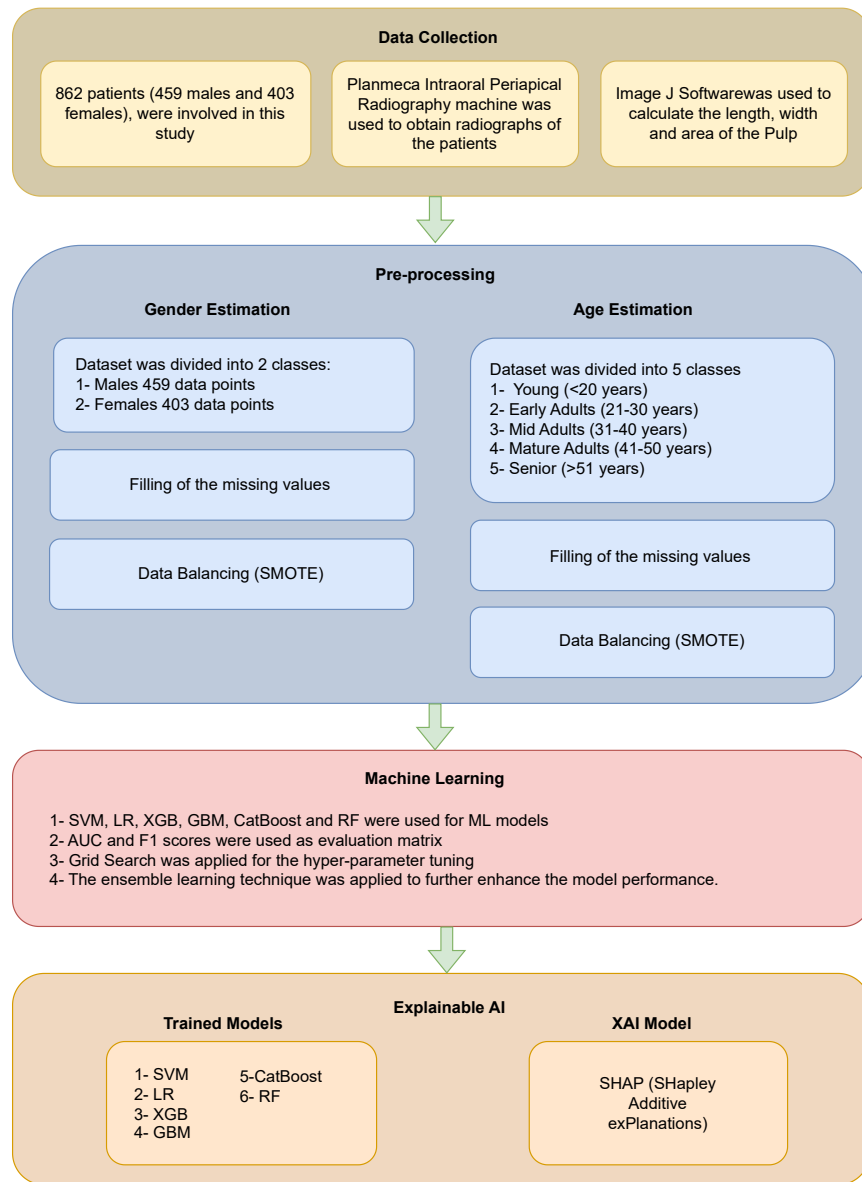 Data Collection
862 patients (459 males and 403
females), were involved in this
study
Planmeca Intraoral Periapical
Radiography machine was
used to obtain radiographs of
the patients
Image J Softwarewas used to
calculate the length, width
and area of the Pulp
Pre-processing
Gender Estimation
Dataset was divided into 2 classes:
1- Males 459 data points
2- Females 403 data points
Filling of the missing values
Data Balancing (SMOTE)
Age Estimation
Dataset was divided into 5 classes
1-  Young (<20 years)
2- Early Adults (21-30 years)
3- Mid Adults (31-40 years)
4- Mature Adults (41-50 years)
5- Senior (>51 years)
Filling of the missing values
Data Balancing (SMOTE)
Machine Learning
1- SVM, LR, XGB, GBM, CatBoost and RF were used for ML models
2- AUC and F1 scores were used as evaluation matrix
3- Grid Search was applied for the hyper-parameter tuning
4- The ensemble learning technique was applied to further enhance the model performance.
Explainable AI
Trained Models
1- SVM
2- LR
3- XGB
4- GBM
5-CatBoost
6- RF
XAI Model
SHAP (SHapley
Additive
exPlanations)